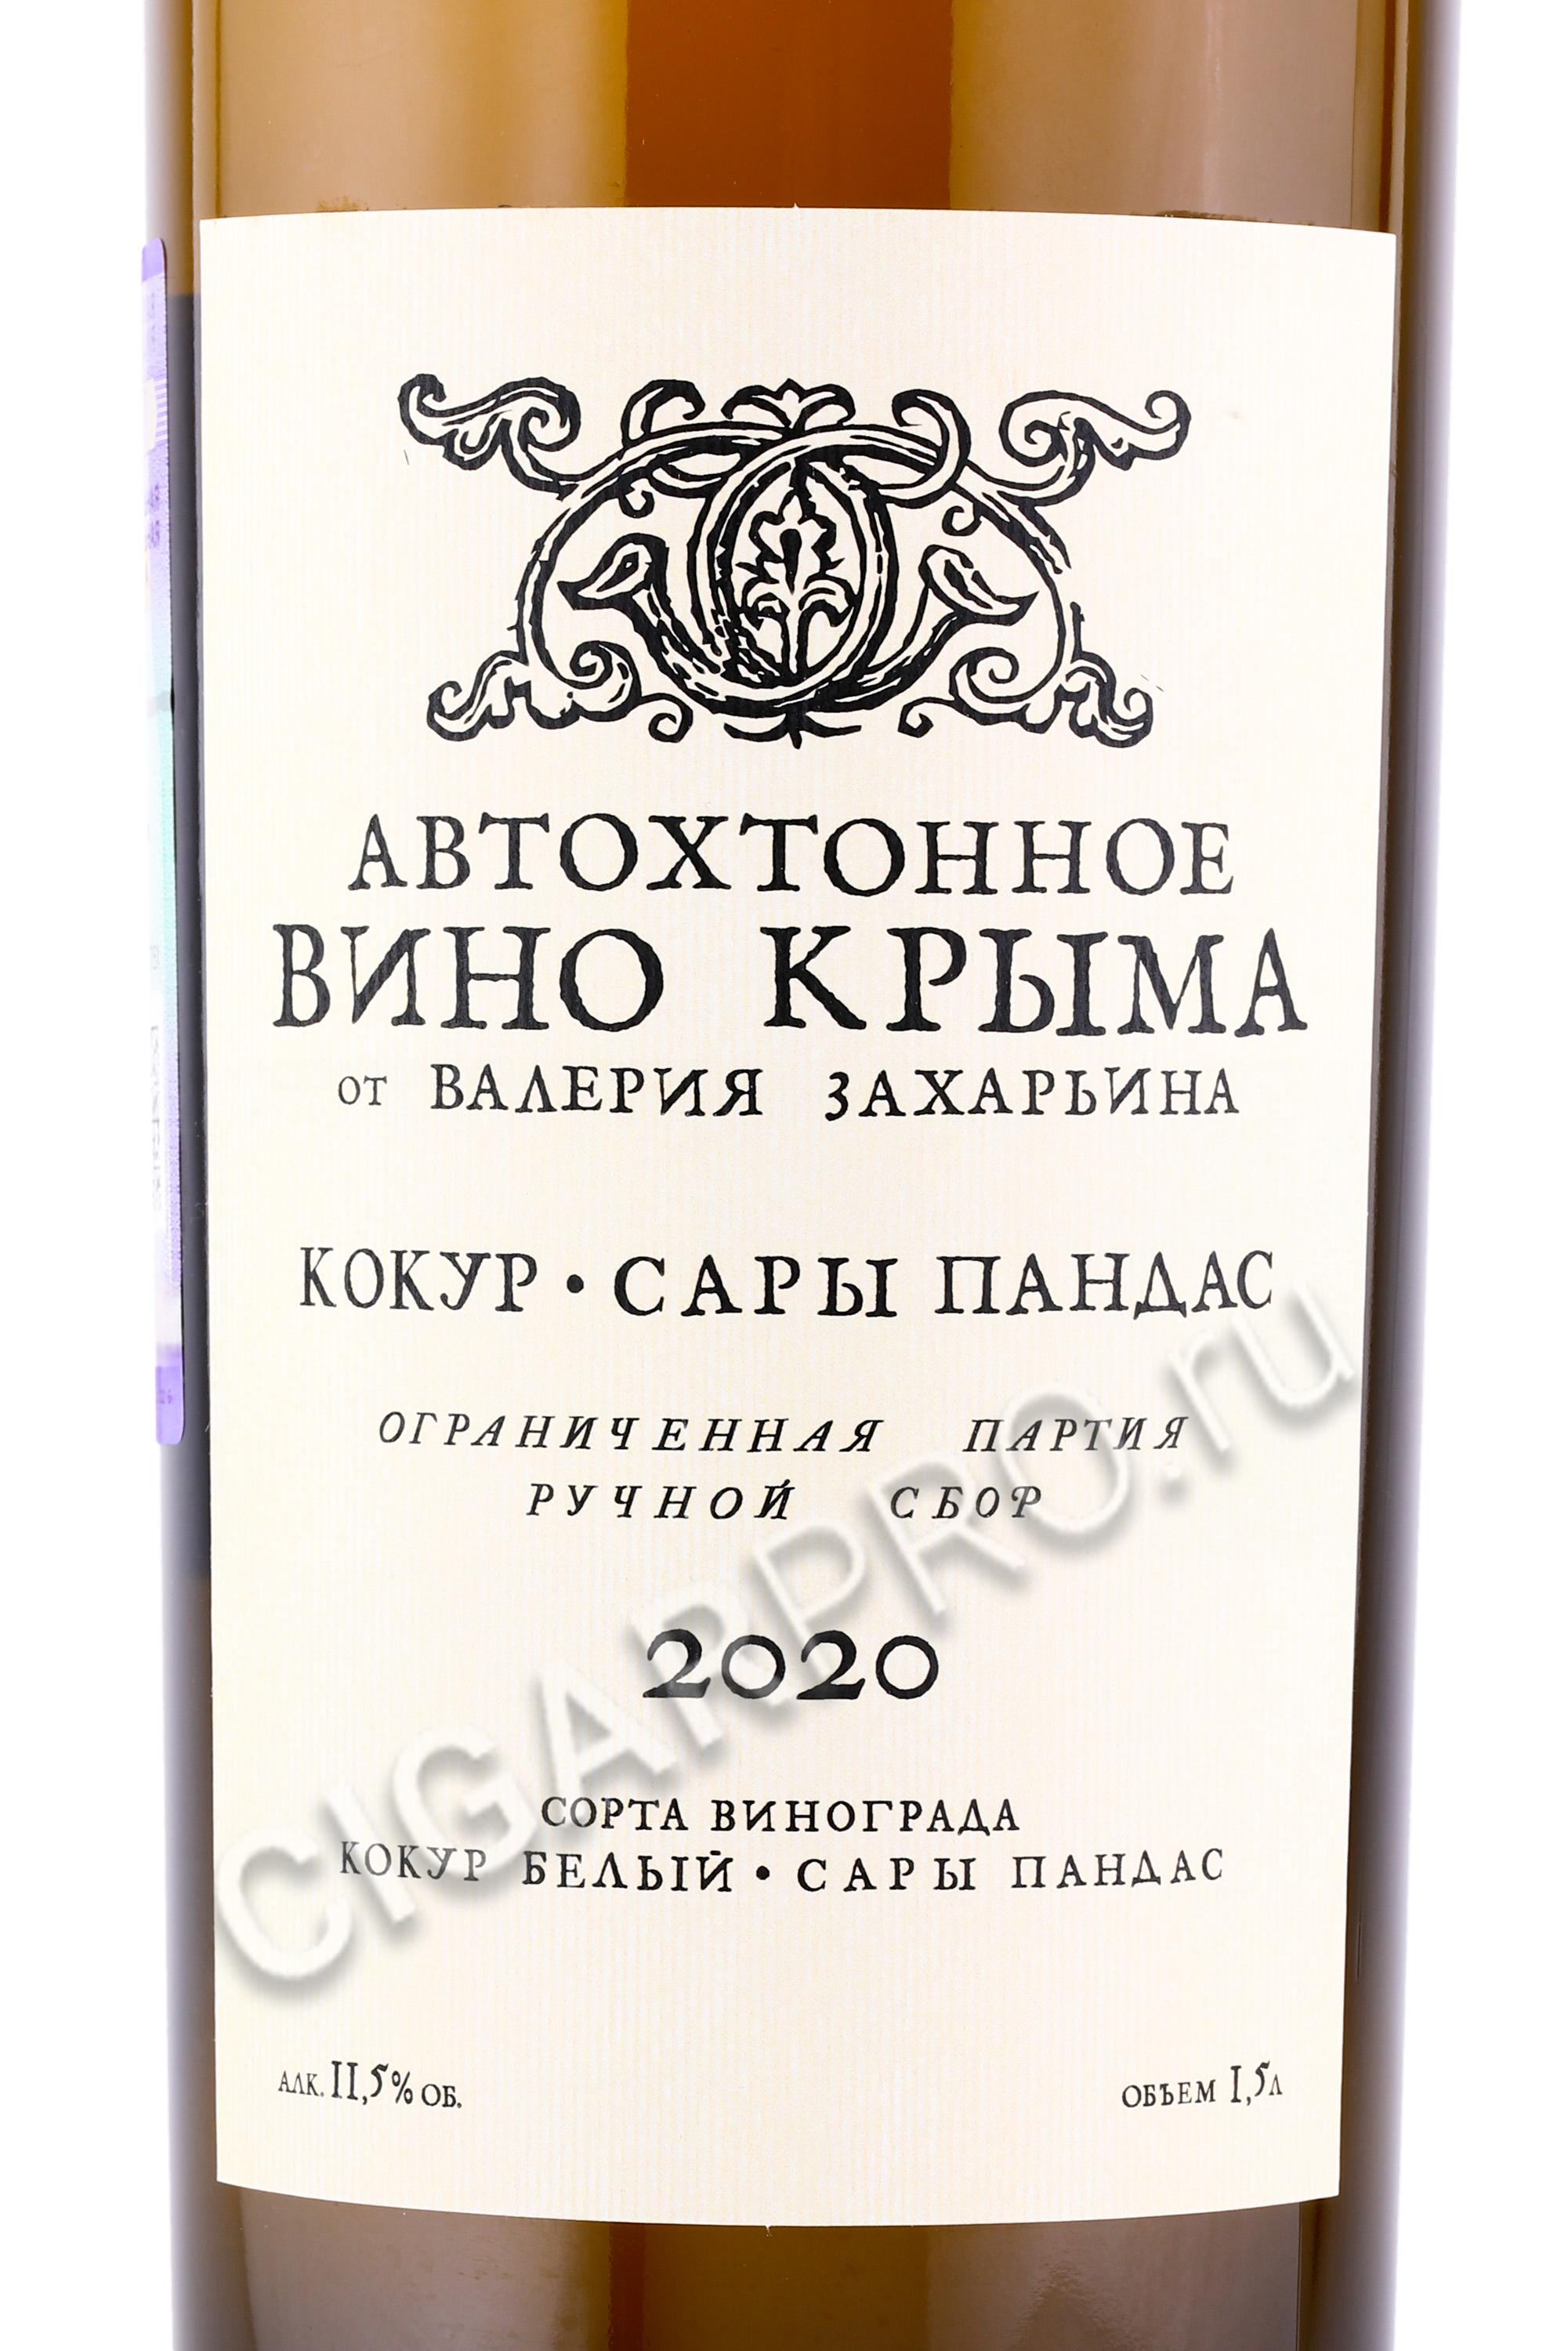 АВТОХТОННОЕ
ВИНО КРЫМА
ОТ ВАЛЕРИЯ ЗАХАРЬИНА
КОКУР • САРЫ ПАНДАС
ОГРАНИЧЕННАЯ ПАРТИЯ
РУЧНОЙ СБОР
2020
СОРТА ВИНОГРАДА
КОКУР БЕЛЫЙ • САРЫ ПАНДАС
АЛК. 11,5% ОБ.
ОБЪЕМ 1,5Л
CIGARPRO.ru